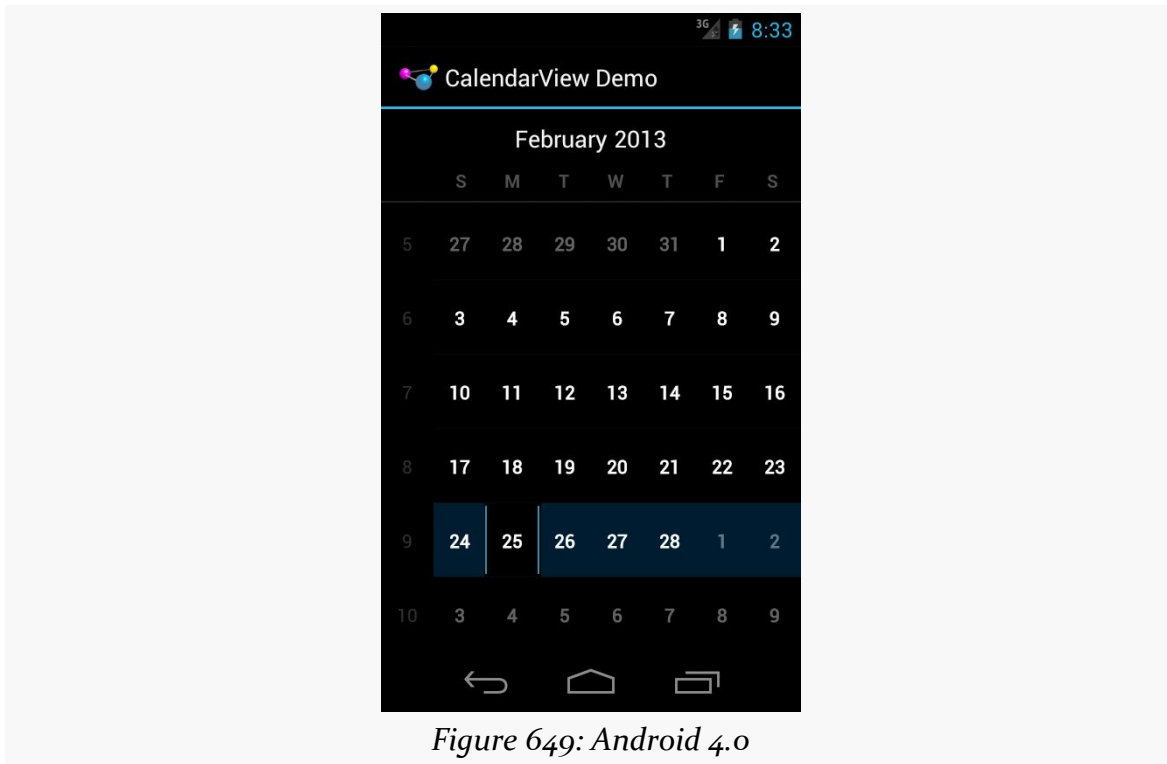 3G 8:33
CalendarView Demo
February 2013
S M T W T F S
5 27 28 29 30 31 1 2
6 3 4 5 6 7 8 9
7 10 11 12 13 14 15 16
8 17 18 19 20 21 22 23
9 24 25 26 27 28 1 2
10 3 4 5 6 7 8 9
Figure 649: Android 4.0